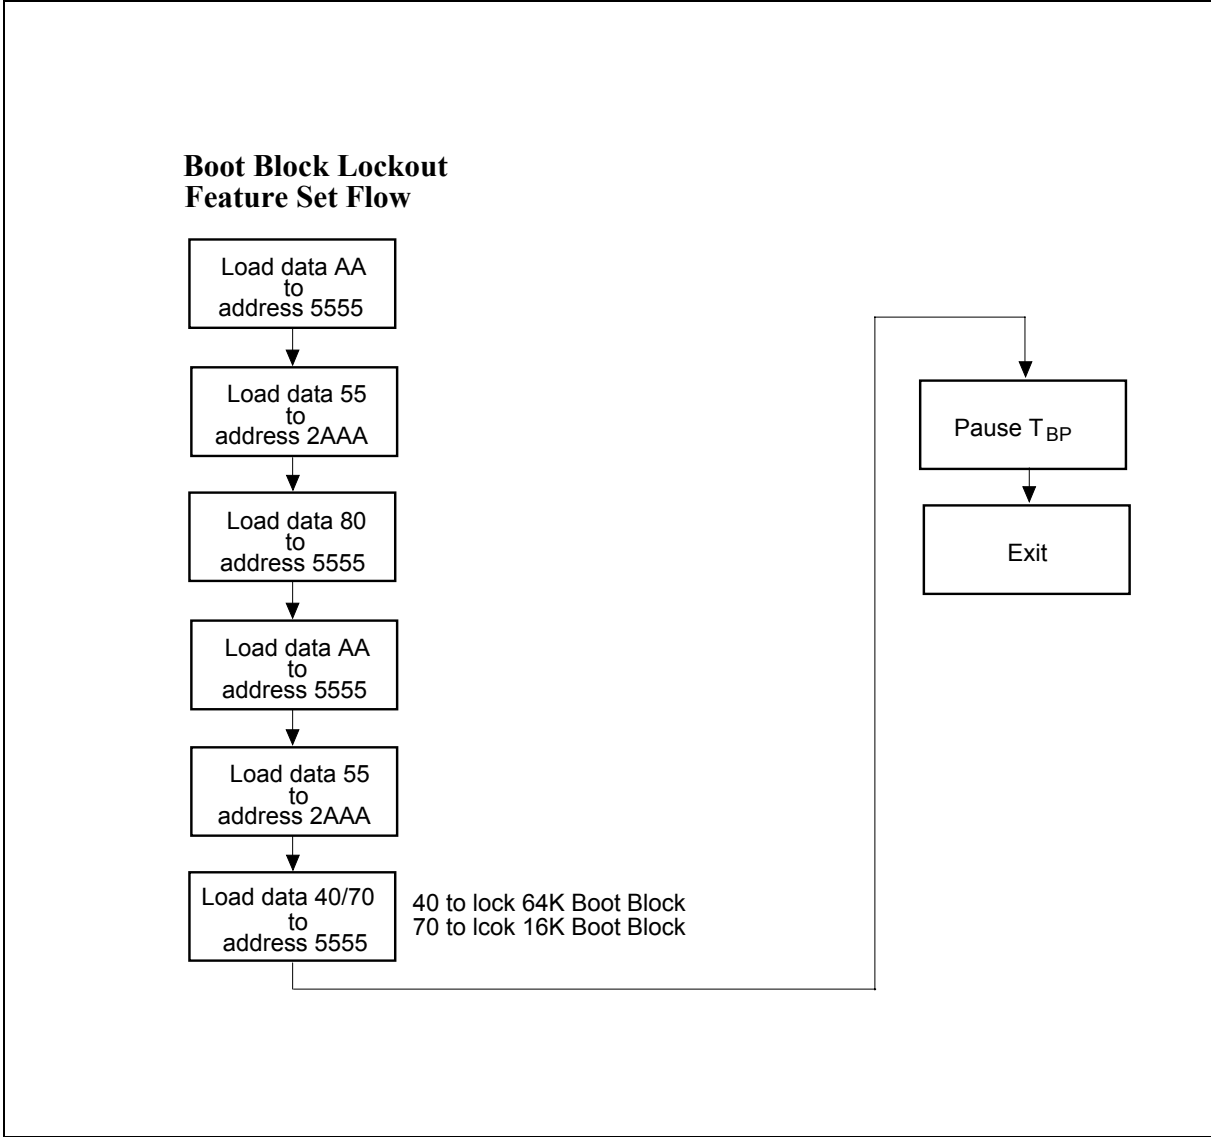 Boot Block Lockout
Feature Set Flow
Load data AA
to
address 5555
Load data 55
to
address 2AAA
Load data 80
to
address 5555
Load data AA
to
address 5555
Load data 55
to
address 2AAA
Load data 40/70
to
address 5555
40 to lock 64K Boot Block
70 to lcok 16K Boot Block
Pause TBP
Exit